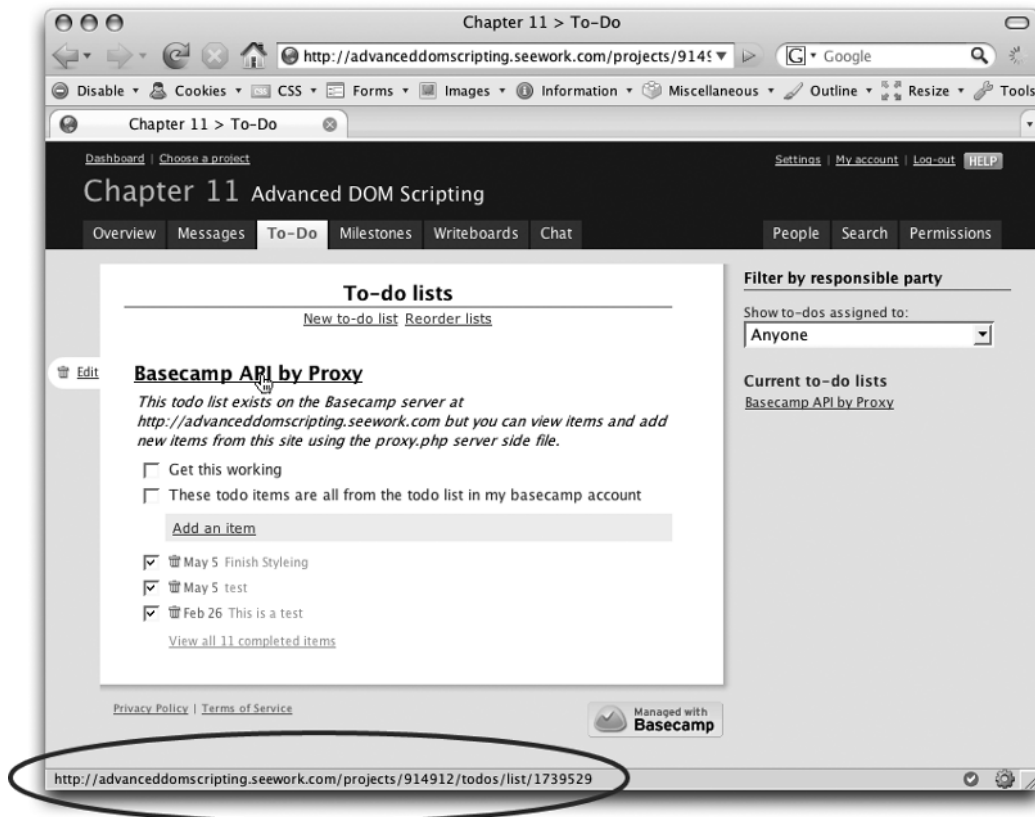 Chapter 11 > To-Do
http://advanceddomscripting.seework.com/projects/9149
G Google
Disable Cookies CSS Forms Images Information Miscellaneous Outline Resize Tools
Chapter 11 > To-Do
Dashboard | Choose a project
Settings | My account | Log-out HELP
Chapter 11 Advanced DOM Scripting
Overview Messages To-Do Milestones Writeboards Chat People Search Permissions
To-do lists
New to-do list Reorder lists
Edit
Basecamp API by Proxy
This todo list exists on the Basecamp server at
http://advanceddomscripting.seework.com but you can view items and add
new items from this site using the proxy.php server side file.
Get this working
These todo items are all from the todo list in my basecamp account
Add an item
May 5 Finish Styleing
May 5 test
Feb 26 This is a test
View all 11 completed items
Filter by responsible party
Show to-dos assigned to:
Anyone
Current to-do lists
Basecamp API by Proxy
Privacy Policy | Terms of Service
Managed with
Basecamp
http://advanceddomscripting.seework.com/projects/914912/todos/list/1739529